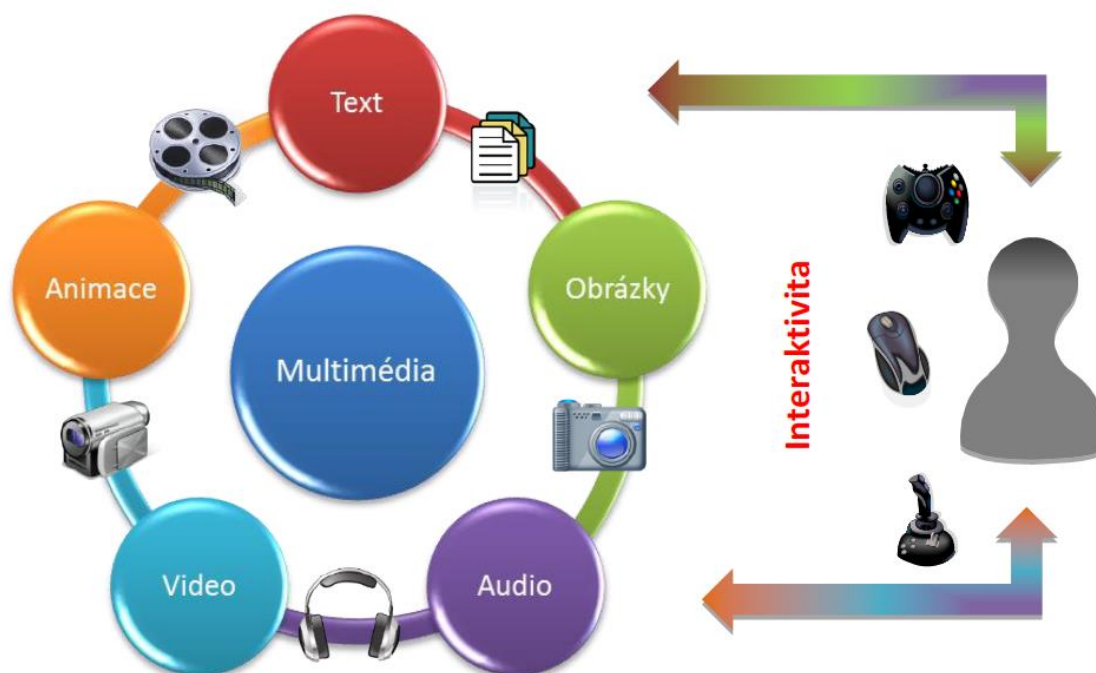 Text
Animace
Obrázky
Multimédia
Interaktivita
Video
Audio